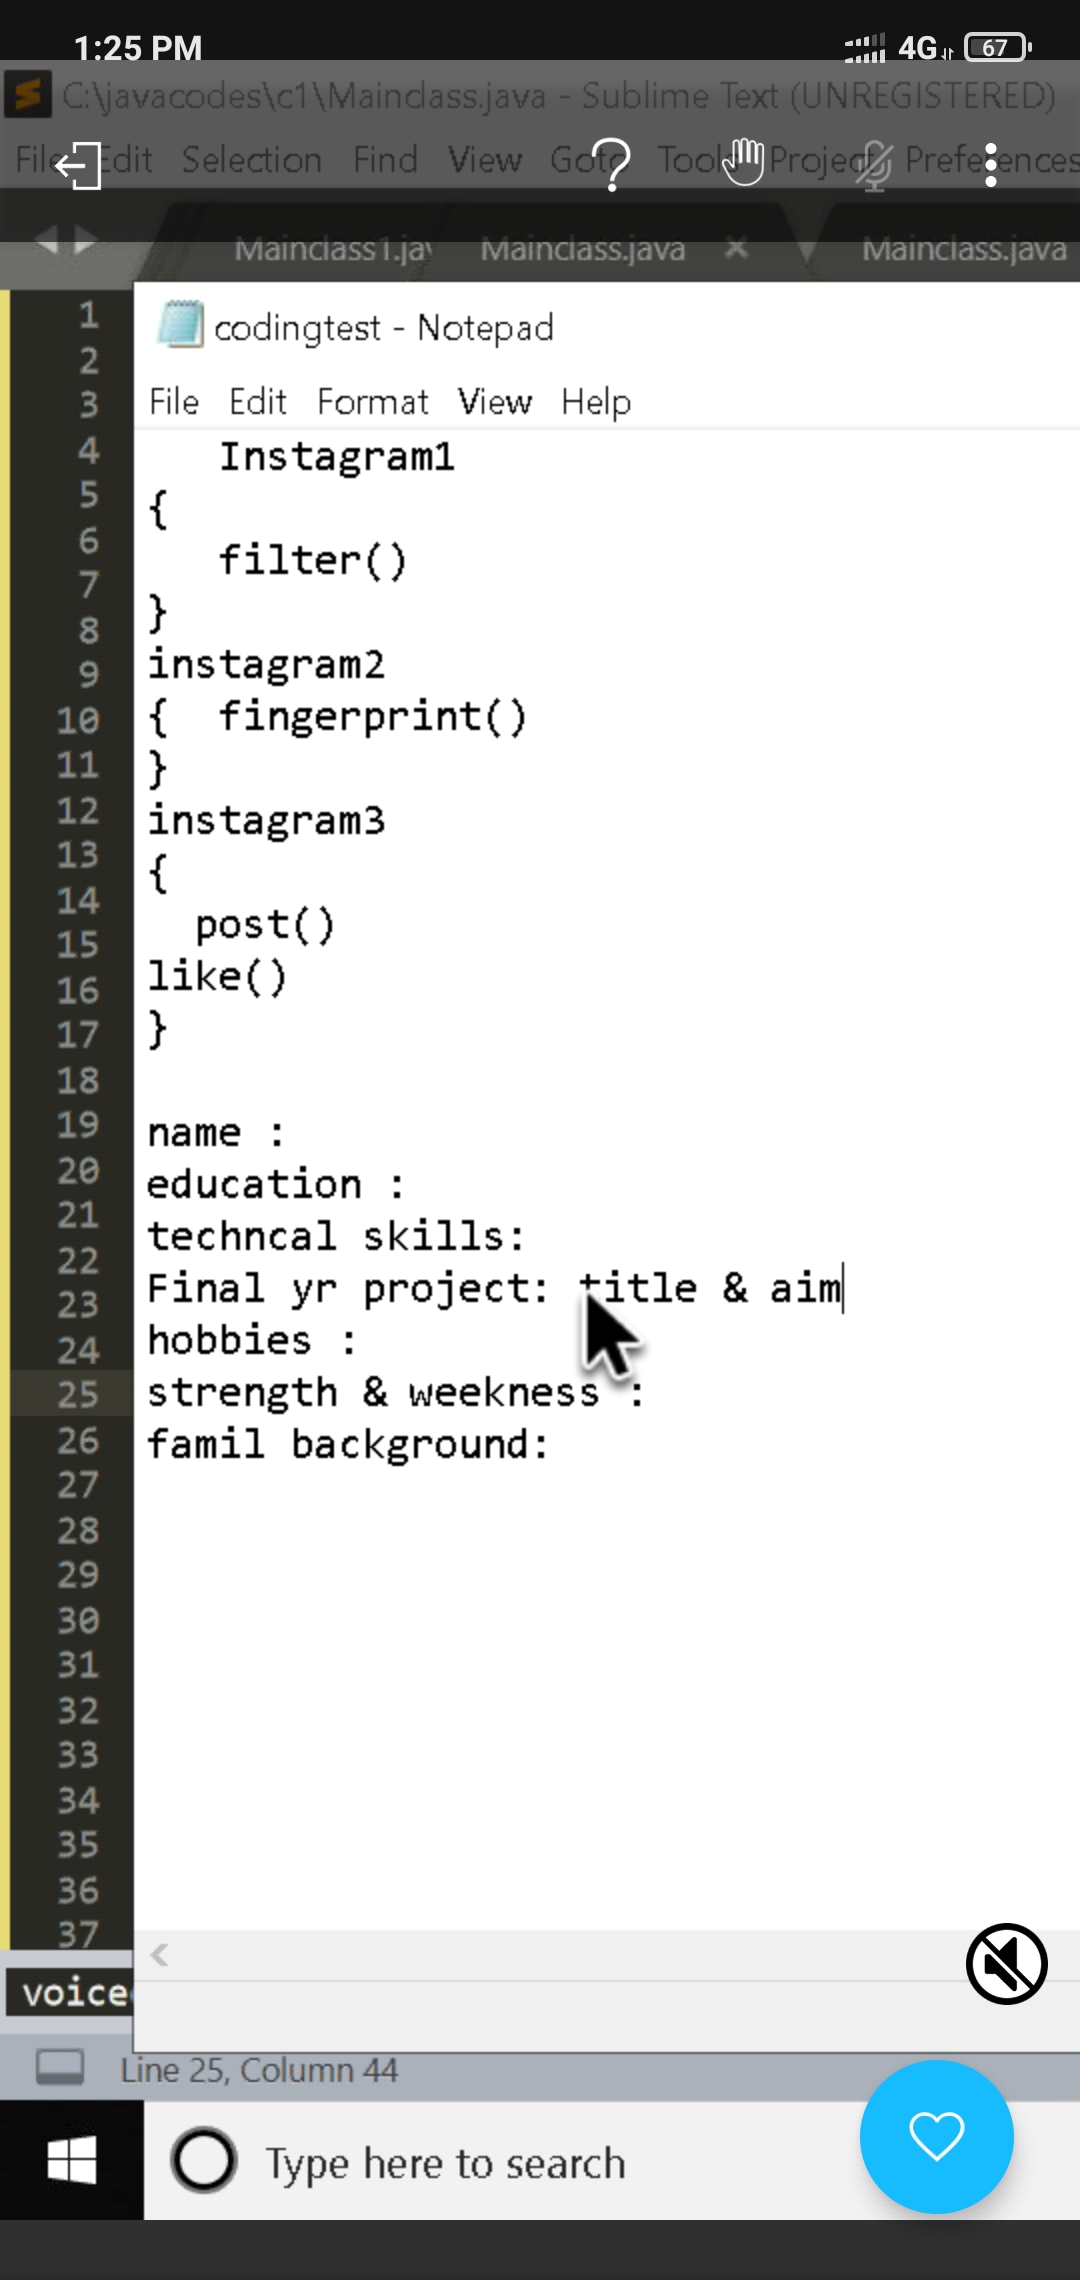 1:25 PM 4G 67
C:\javacodes\c1\Mainclass.java - Sublime Text (UNREGISTERED)
File Edit Selection Find View Goto Tools Project Preferences
Mainclass1.jav Mainclass.java Mainclass.java
codingtest - Notepad
File Edit Format View Help
1
2
3
4
5
6
7
8
9
10
11
12
13
14
15
16
17
18
19
20
21
22
23
24
25
26
27
28
29
30
31
32
33
34
35
36
37
Instagram1
{
filter()
}
instagram2
{ fingerprint()
}
instagram3
{
post()
like()
}
name :
education :
techncal skills:
Final yr project: title & aim
hobbies :
strength & weekness :
famil background:
voice
Line 25, Column 44
Type here to search